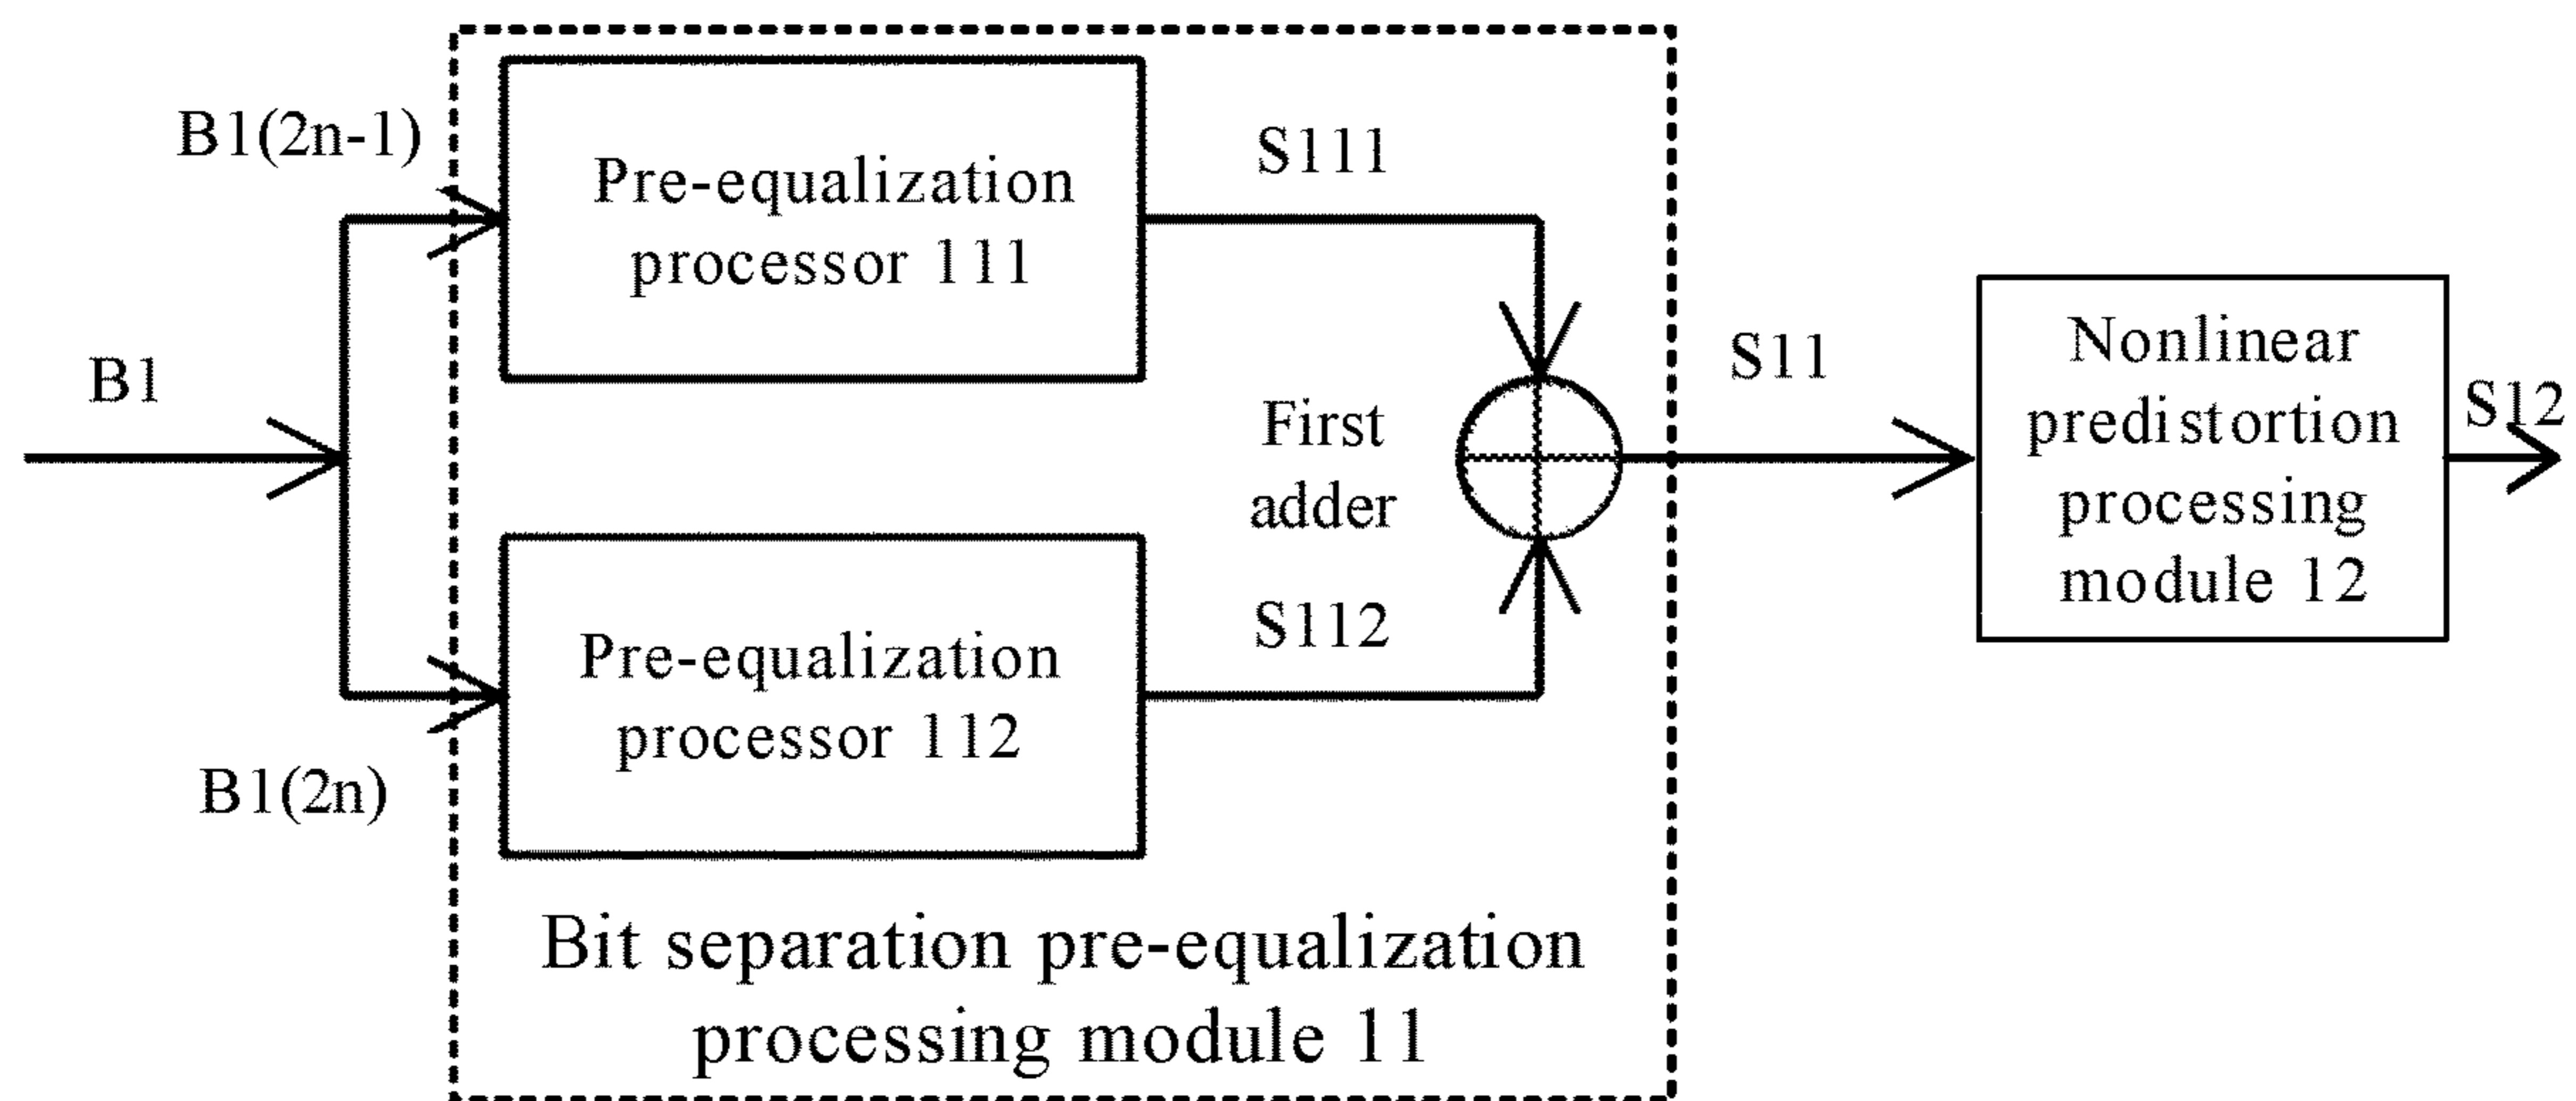 B1(2n-1)
Pre-equalization
processor 111
S111
B1
First
adder
S11
Nonlinear
predistortion
processing
module 12
S12
Pre-equalization
processor 112
S112
B1(2n)
Bit separation pre-equalization
processing module 11